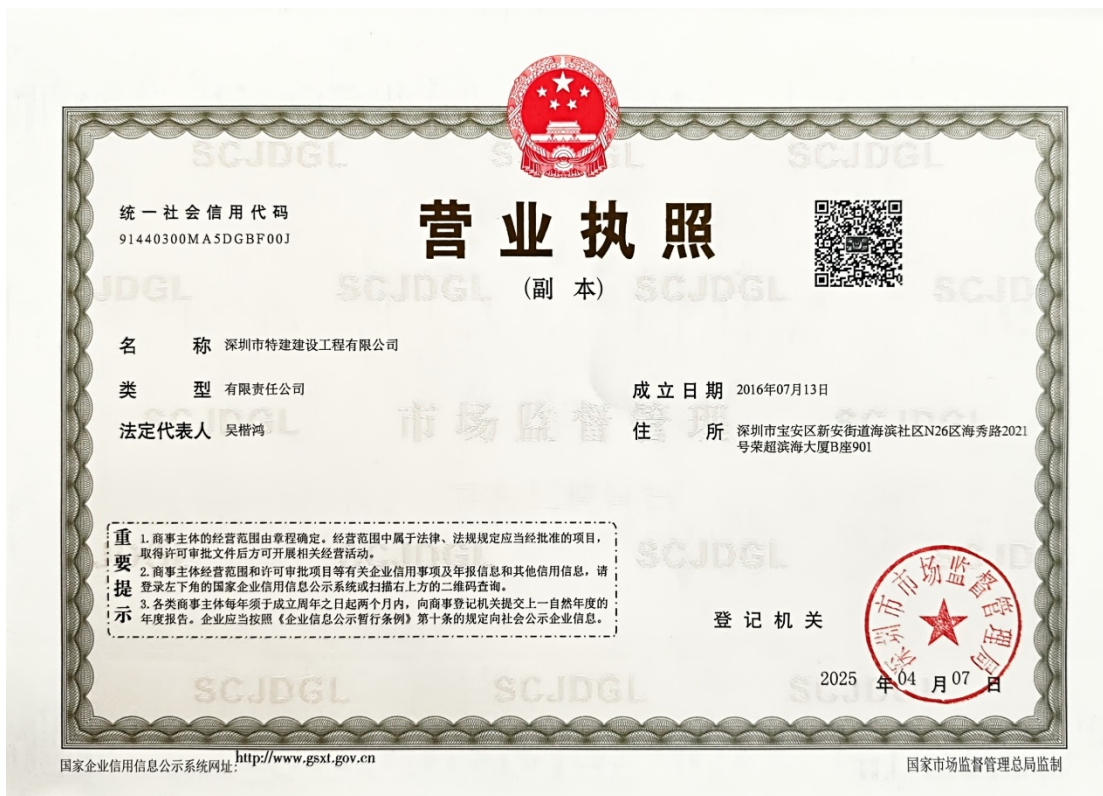 统一社会信用代码
91440300MA5DGBF00J
营业执照
(副 本)
名 称 深圳市特建建设工程有限公司
类 型 有限责任公司
法定代表人 吴楷鸿
成立日期 2016年07月13日
住 所 深圳市宝安区新安街道海滨社区N26区海秀路2021
号荣超滨海大厦B座901
重要提示
1. 商事主体的经营范围由章程确定。经营范围中属于法律、法规规定应当经批准的项目,
取得许可审批文件后方可开展相关经营活动。
2. 商事主体经营范围和许可审批项目等有关企业信用事项及年报信息和其他信用信息,请
登录左下角的国家企业信用信息公示系统或扫描右上方的二维码查询。
3. 各类商事主体每年须于成立周年之日起两个月内,向商事登记机关提交上一自然年度的
年度报告。企业应当按照《企业信息公示暂行条例》第十条的规定向社会公示企业信息。
登记机关
深圳市市场监督管理局
2025 年 04 月 07 日
国家企业信用信息公示系统网址:http://www.gsxt.gov.cn
国家市场监督管理总局监制
SCJDGL
市场监督管理